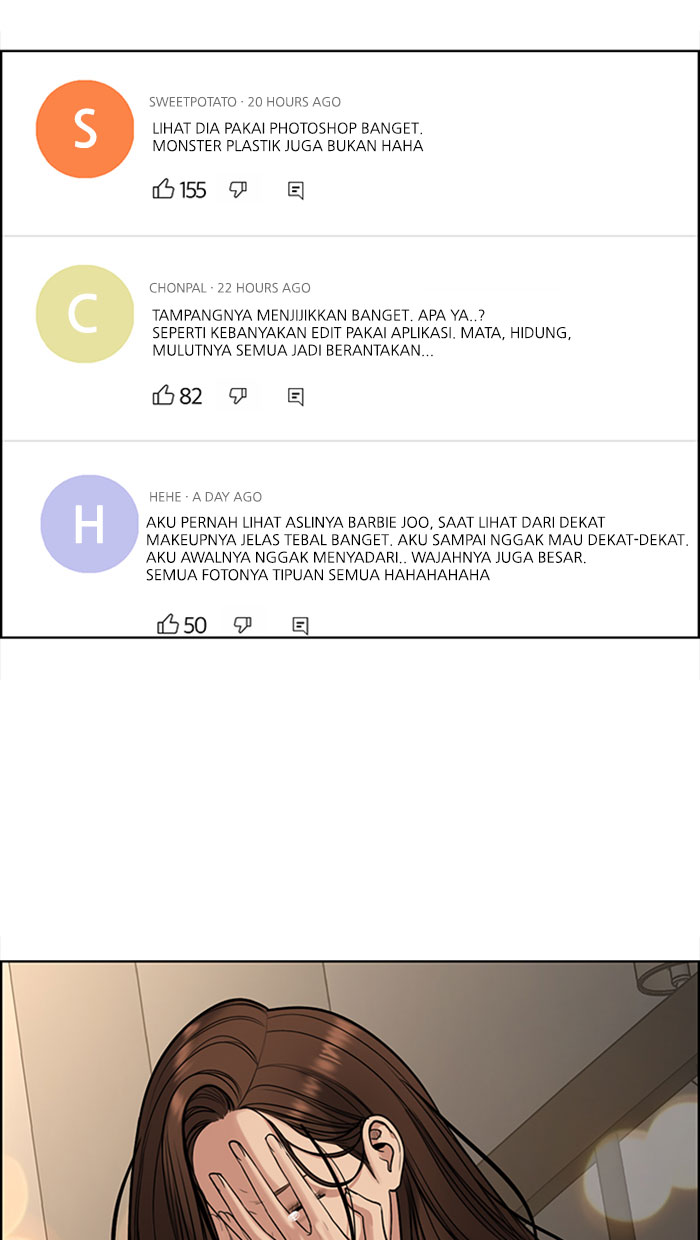 S
SWEETPOTATO · 20 HOURS AGO
LIHAT DIA PAKAI PHOTOSHOP BANGET.
MONSTER PLASTIK JUGA BUKAN HAHA
155
C
CHONPAL · 22 HOURS AGO
TAMPANGNYA MENJIJIKKAN BANGET. APA YA..?
SEPERTI KEBANYAKAN EDIT PAKAI APLIKASI. MATA, HIDUNG,
MULUTNYA SEMUA JADI BERANTAKAN...
82
H
HEHE · A DAY AGO
AKU PERNAH LIHAT ASLINYA BARBIE JOO, SAAT LIHAT DARI DEKAT
MAKEUPNYA JELAS TEBAL BANGET. AKU SAMPAI NGGAK MAU DEKAT-DEKAT.
AKU AWALNYA NGGAK MENYADARI.. WAJAHNYA JUGA BESAR.
SEMUA FOTONYA TIPUAN SEMUA HAHAHAHAHA
50